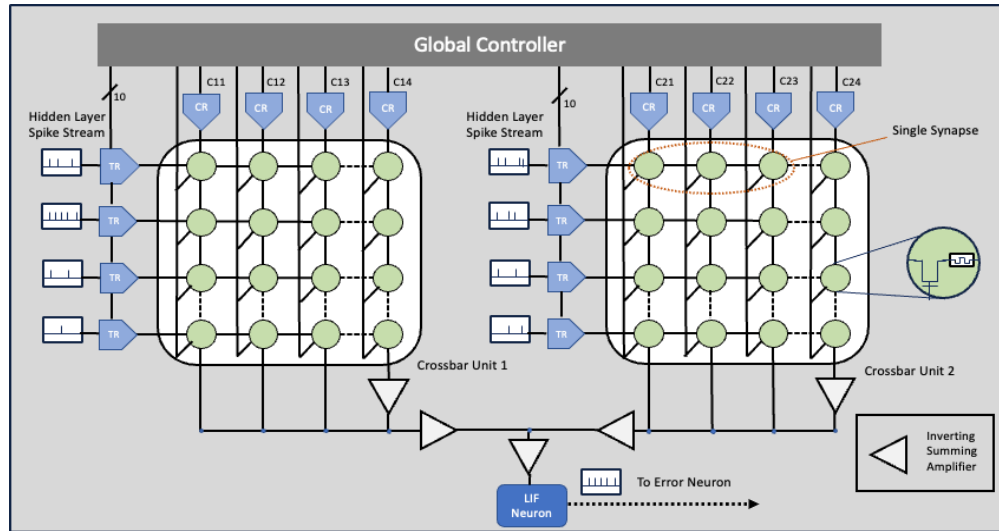 Global Controller
C11
C12
C13
C14
C21
C22
C23
C24
10
10
CR
CR
CR
CR
CR
CR
CR
CR
Hidden Layer
Spike Stream
Hidden Layer
Spike Stream
Single Synapse
TR
TR
TR
TR
TR
TR
TR
TR
Crossbar Unit 1
Crossbar Unit 2
Inverting
Summing
Amplifier
LIF
Neuron
To Error Neuron